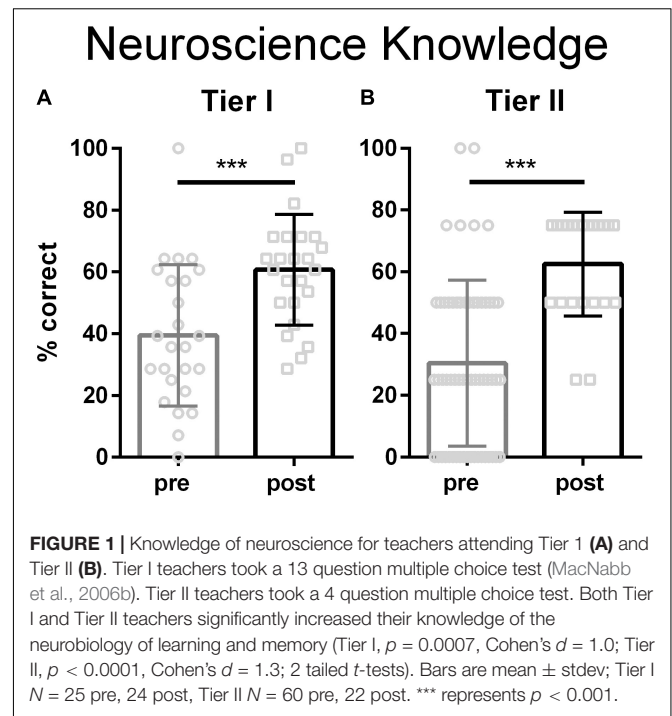 Neuroscience Knowledge
A Tier I
B Tier II
100
80
60
40
20
0
% correct
***
pre post
100
80
60
40
20
0
***
pre post
FIGURE 1 | Knowledge of neuroscience for teachers attending Tier 1 (A) and
Tier II (B). Tier I teachers took a 13 question multiple choice test (MacNabb
et al., 2006b). Tier II teachers took a 4 question multiple choice test. Both Tier
I and Tier II teachers significantly increased their knowledge of the
neurobiology of learning and memory (Tier I, p = 0.0007, Cohen's d = 1.0; Tier
II, p < 0.0001, Cohen's d = 1.3; 2 tailed t-tests). Bars are mean ± stdev; Tier I
N = 25 pre, 24 post, Tier II N = 60 pre, 22 post. *** represents p < 0.001.